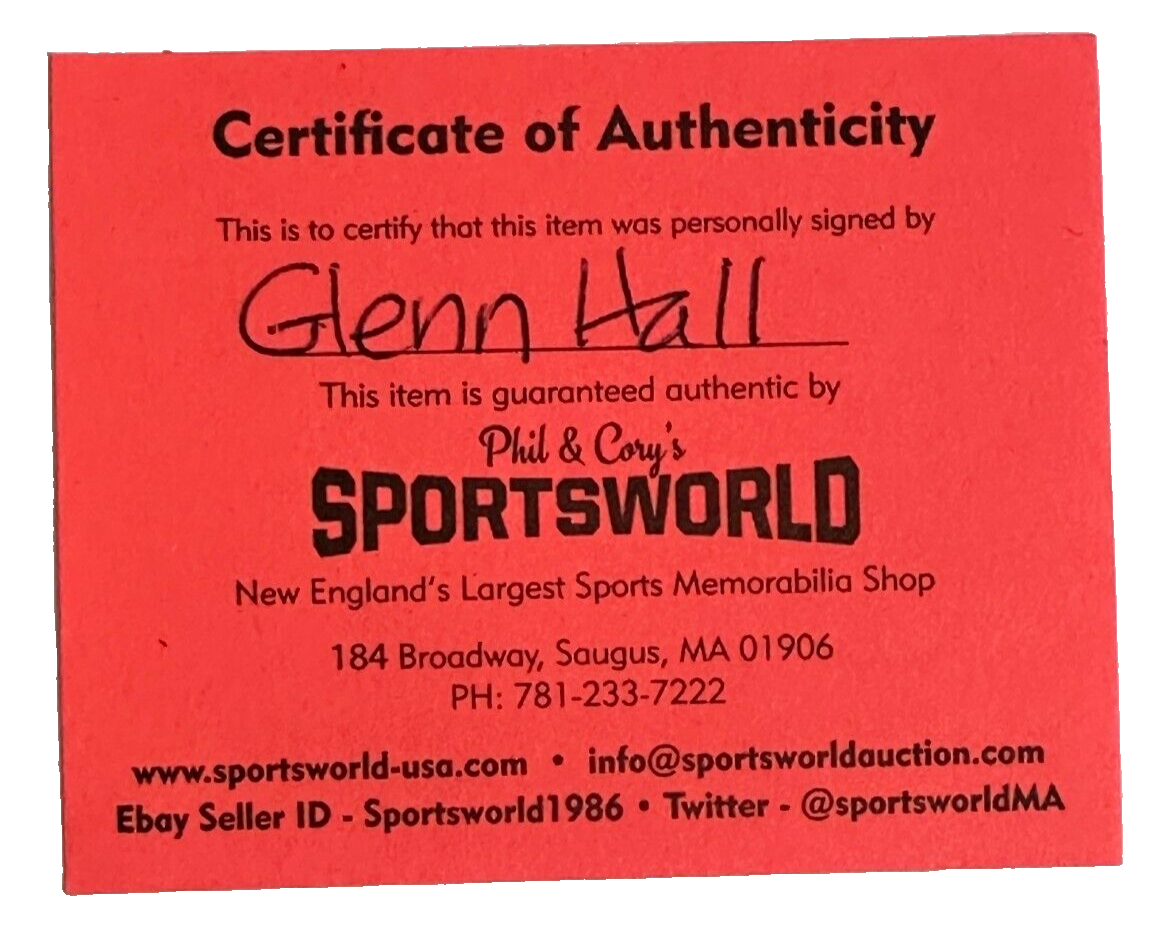 Certificate of Authenticity
This is to certify that this item was personally signed by
Glenn Hall
This item is guaranteed authentic by
Phil & Cory's
SPORTSWORLD
New England's Largest Sports Memorabilia Shop
184 Broadway, Saugus, MA 01906
PH: 781-233-7222
www.sportsworld-usa.com • info@sportsworldauction.com
Ebay Seller ID - Sportsworld1986 • Twitter - @sportsworldMA